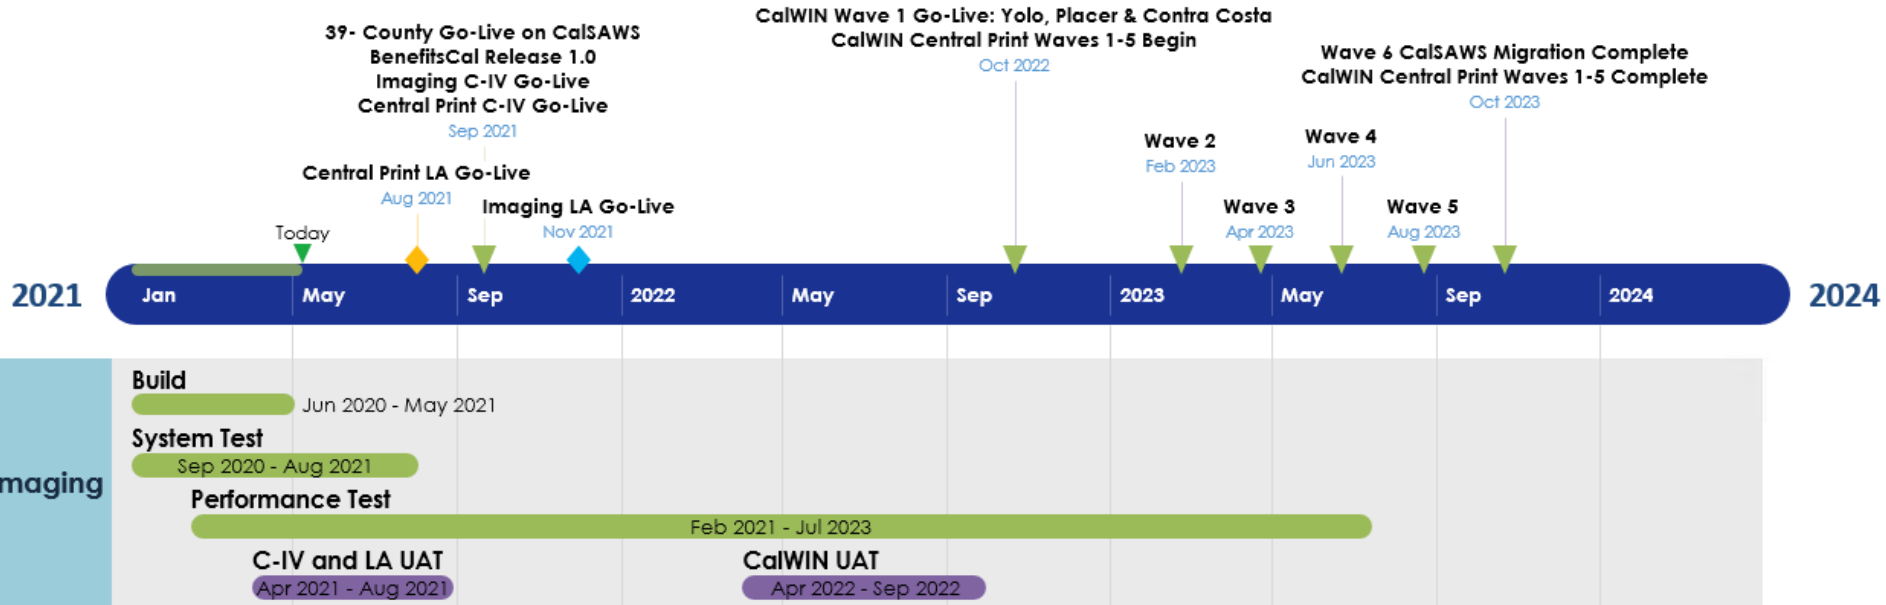 39- County Go-Live on CalSAWS
BenefitsCal Release 1.0
Imaging C-IV Go-Live
Central Print C-IV Go-Live
Sep 2021
Central Print LA Go-Live
Aug 2021
Imaging LA Go-Live
Nov 2021
Today
CalWIN Wave 1 Go-Live: Yolo, Placer & Contra Costa
CalWIN Central Print Waves 1-5 Begin
Oct 2022
Wave 2
Feb 2023
Wave 3
Apr 2023
Wave 4
Jun 2023
Wave 5
Aug 2023
Wave 6 CalSAWS Migration Complete
CalWIN Central Print Waves 1-5 Complete
Oct 2023
2021
Jan
May
Sep
2022
May
Sep
2023
May
Sep
2024
2024
maging
Build
Jun 2020 - May 2021
System Test
Sep 2020 - Aug 2021
Performance Test
Feb 2021 - Jul 2023
C-IV and LA UAT
Apr 2021 - Aug 2021
CalWIN UAT
Apr 2022 - Sep 2022